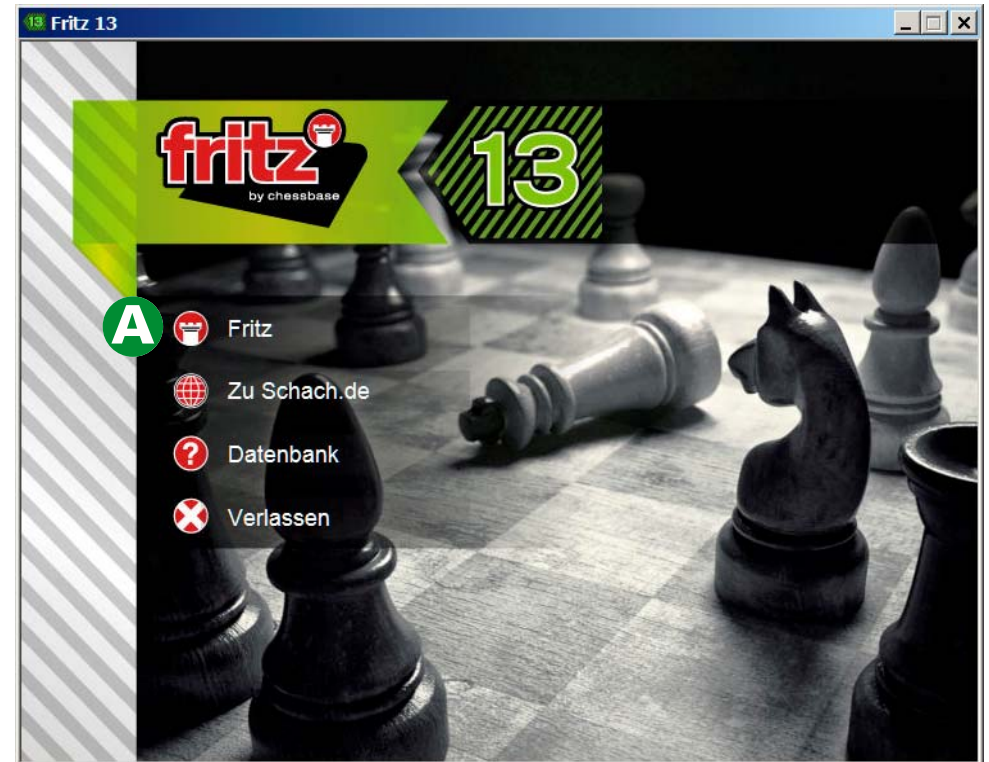 13 Fritz 13
fritz
by chessbase
13
A
Fritz
Zu Schach.de
? Datenbank
Verlassen